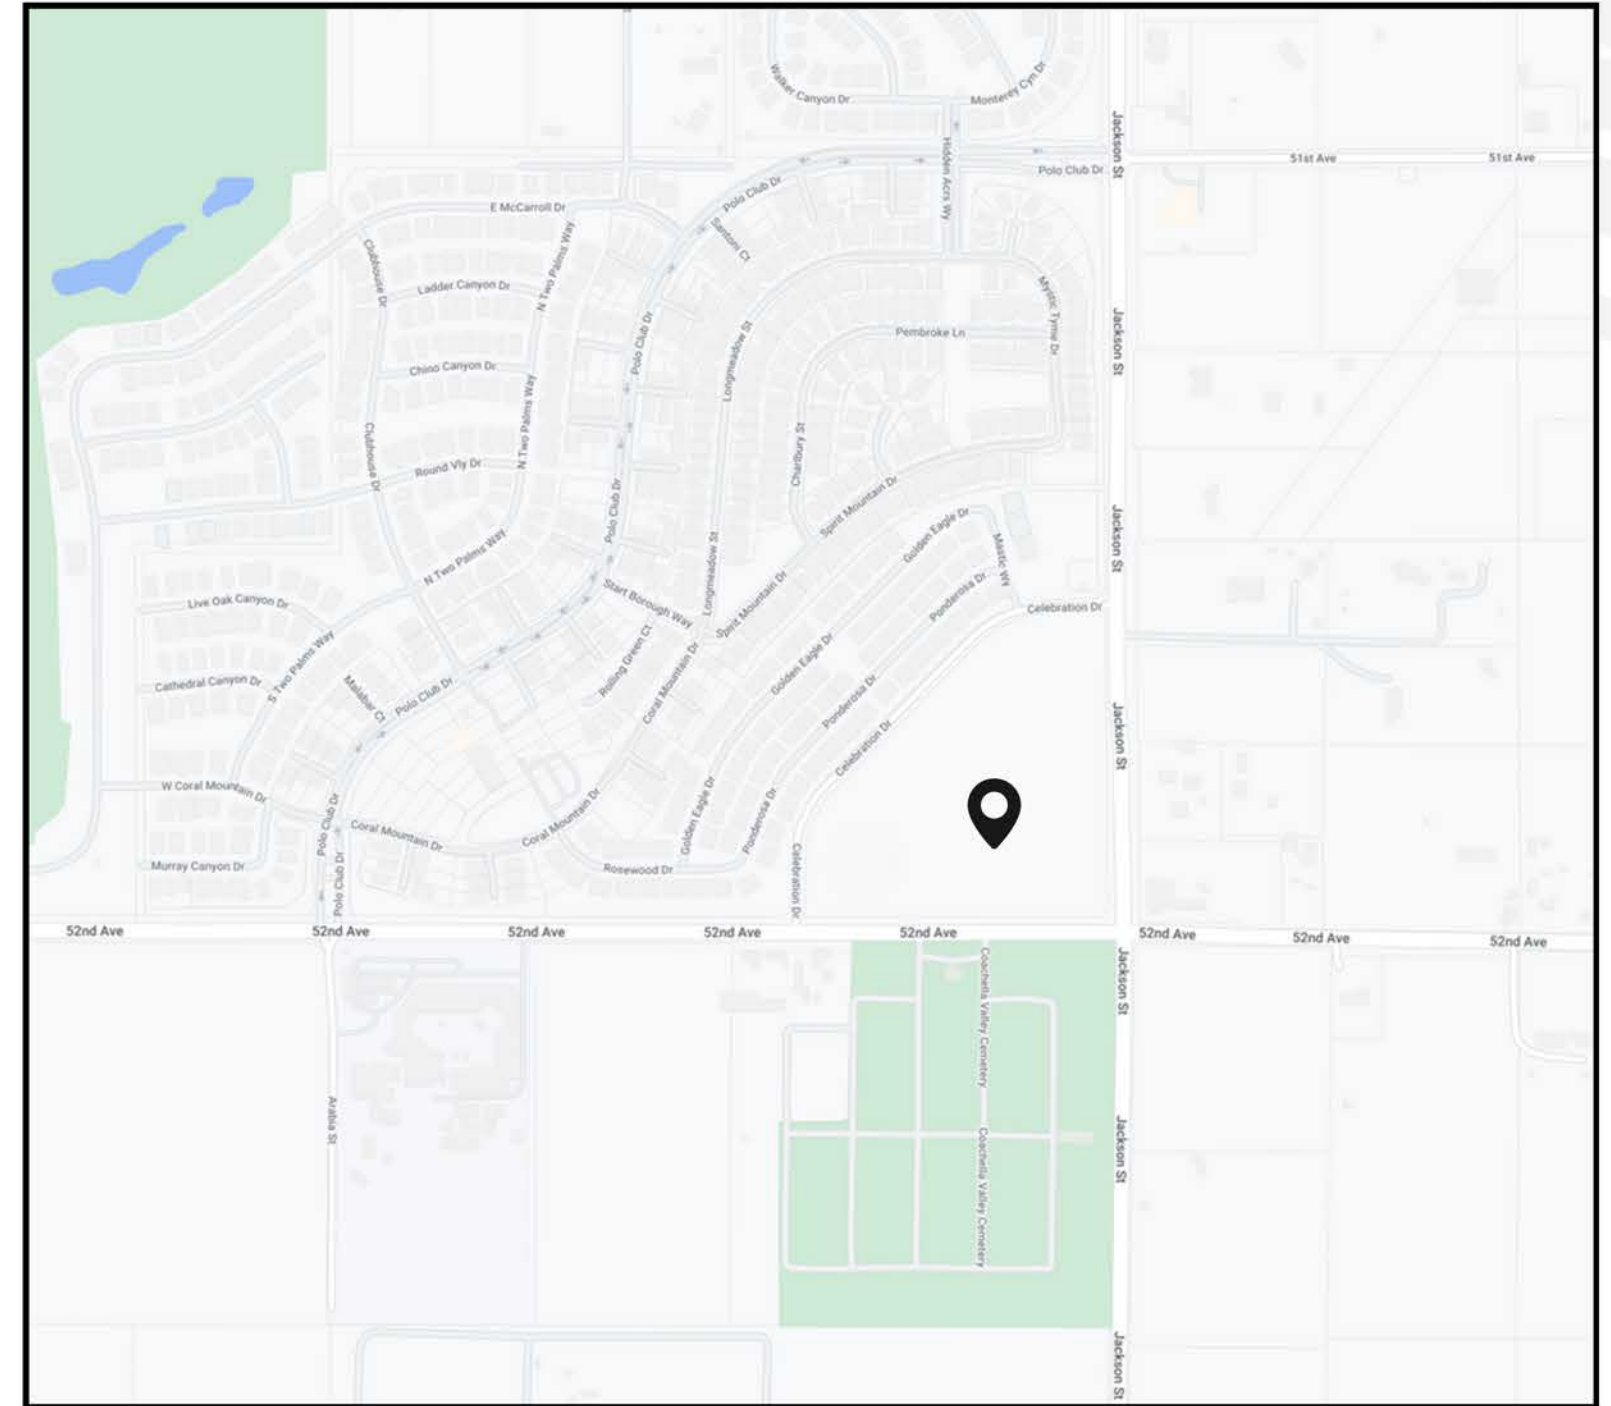 Walker Canyon Dr
Monterey Cyn Dr
Jackson St
Hidden Acrs Wy
51st Ave
51st Ave
Polo Club Dr
Polo Club Dr
E McCarroll Dr
Santoni Ct
N Two Palms Way
Clubhouse Dr
Ladder Canyon Dr
Mystic Tyme Dr
Polo Club Dr
Longmeadow St
Pembroke Ln
Jackson St
Chino Canyon Dr
N Two Palms Way
Clubhouse Dr
Charlbury St
Round Vly Dr
Polo Club Dr
Spirit Mountain Dr
Golden Eagle Dr
Jackson St
Mastic Wy
N Two Palms Way
Longmeadow St
Start Borough Way
Spirit Mountain Dr
Ponderosa Dr
Celebration Dr
Live Oak Canyon Dr
S Two Palms Way
Rolling Green Ct
Coral Mountain Dr
Golden Eagle Dr
Cathedral Canyon Dr
Malabar Ct
Polo Club Dr
Ponderosa Dr
Celebration Dr
Jackson St
W Coral Mountain Dr
Polo Club Dr
Coral Mountain Dr
Coral Mountain Dr
Golden Eagle Dr
Ponderosa Dr
Murray Canyon Dr
Polo Club Dr
Rosewood Dr
Celebration Dr
52nd Ave
52nd Ave
52nd Ave
52nd Ave
52nd Ave
52nd Ave
52nd Ave
52nd Ave
Coachella Valley Cemetery
Jackson St
Arabia St
Coachella Valley Cemetery
Jackson St
Jackson St